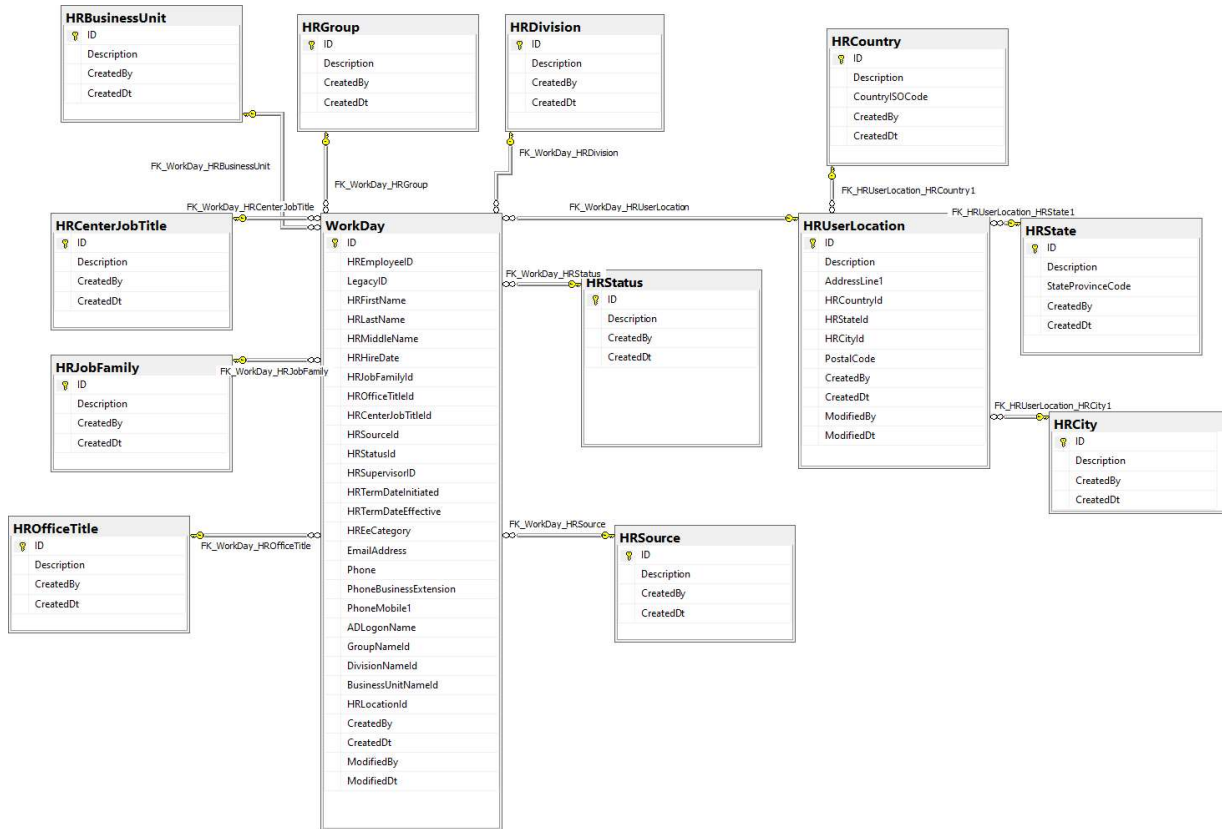 HRBusinessUnit
ID
Description
CreatedBy
CreatedDt
HRGroup
ID
Description
CreatedBy
CreatedDt
HRDivision
ID
Description
CreatedBy
CreatedDt
HRCountry
ID
Description
CountryISOCode
CreatedBy
CreatedDt
FK_WorkDay_HRBusinessUnit
FK_WorkDay_HRGroup
FK_WorkDay_HRDivision
FK_HRUserLocation_HRCountry1
FK_WorkDay_HRCenterJobTitle
FK_WorkDay_HRUserLocation
FK_HRUserLocation_HRState1
HRCenterJobTitle
ID
Description
CreatedBy
CreatedDt
WorkDay
ID
HREmployeeID
LegacyID
HRFirstName
HRLastName
HRMiddleName
HRHireDate
HRJobFamilyId
HROfficeTitleId
HRCenterJobTitleId
HRSourceId
HRStatusId
HRSupervisorID
HRTermDateInitiated
HRTermDateEffective
HREeCategory
EmailAddress
Phone
PhoneBusinessExtension
PhoneMobile1
ADLogonName
GroupNameId
DivisionNameId
BusinessUnitNameId
HRLocationId
CreatedBy
CreatedDt
ModifiedBy
ModifiedDt
FK_WorkDay_HRStatus
HRStatus
ID
Description
CreatedBy
CreatedDt
HRUserLocation
ID
Description
AddressLine1
HRCountryId
HRStateId
HRCityId
PostalCode
CreatedBy
CreatedDt
ModifiedBy
ModifiedDt
HRState
ID
Description
StateProvinceCode
CreatedBy
CreatedDt
FK_WorkDay_HRJobFamily
HRJobFamily
ID
Description
CreatedBy
CreatedDt
FK_HRUserLocation_HRCity1
HRCity
ID
Description
CreatedBy
CreatedDt
HROfficeTitle
ID
Description
CreatedBy
CreatedDt
FK_WorkDay_HROfficeTitle
FK_WorkDay_HRSource
HRSource
ID
Description
CreatedBy
CreatedDt